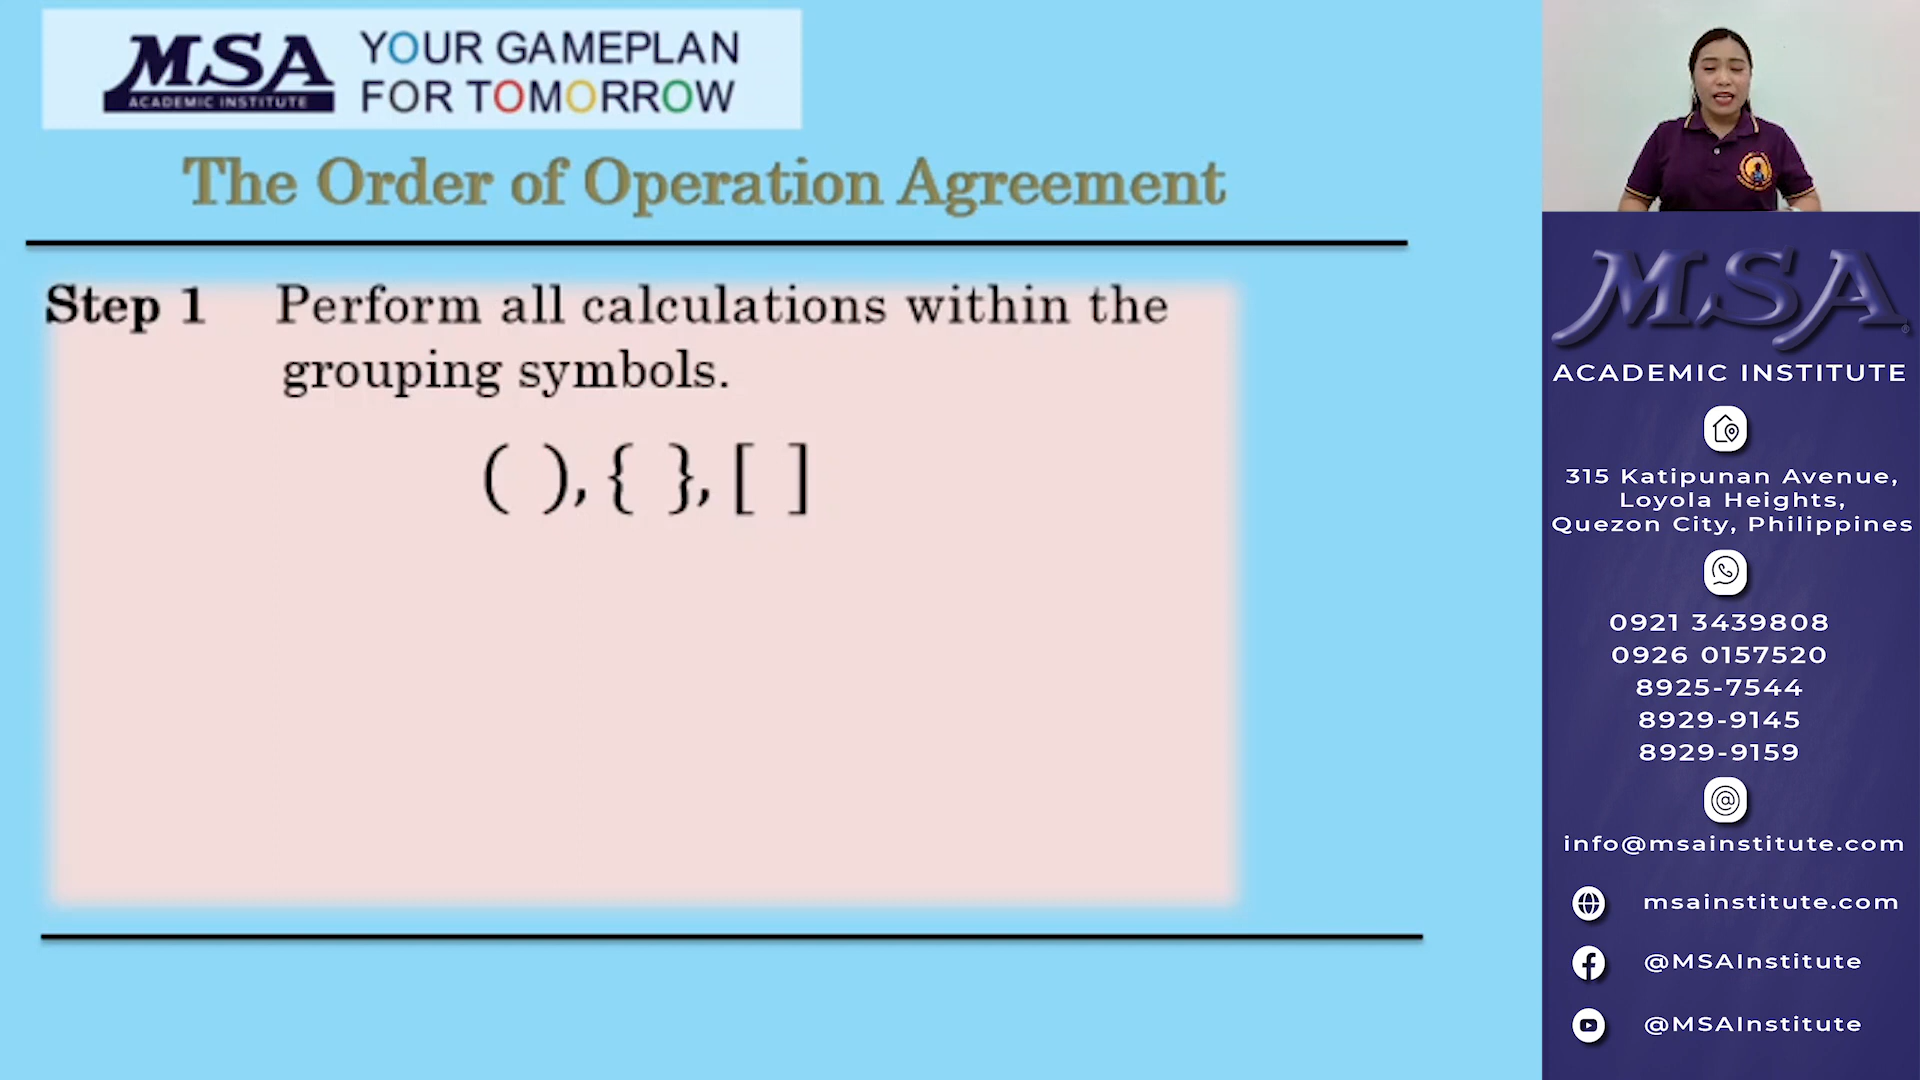 MSA
ACADEMIC INSTITUTE
YOUR GAMEPLAN
FOR TOMORROW
The Order of Operation Agreement
Step 1 Perform all calculations within the
grouping symbols.
( ), { }, [ ]
MSA
ACADEMIC INSTITUTE
315 Katipunan Avenue,
Loyola Heights,
Quezon City, Philippines
0921 3439808
0926 0157520
8925-7544
8929-9145
8929-9159
info@msainstitute.com
msainstitute.com
@MSAInstitute
@MSAInstitute